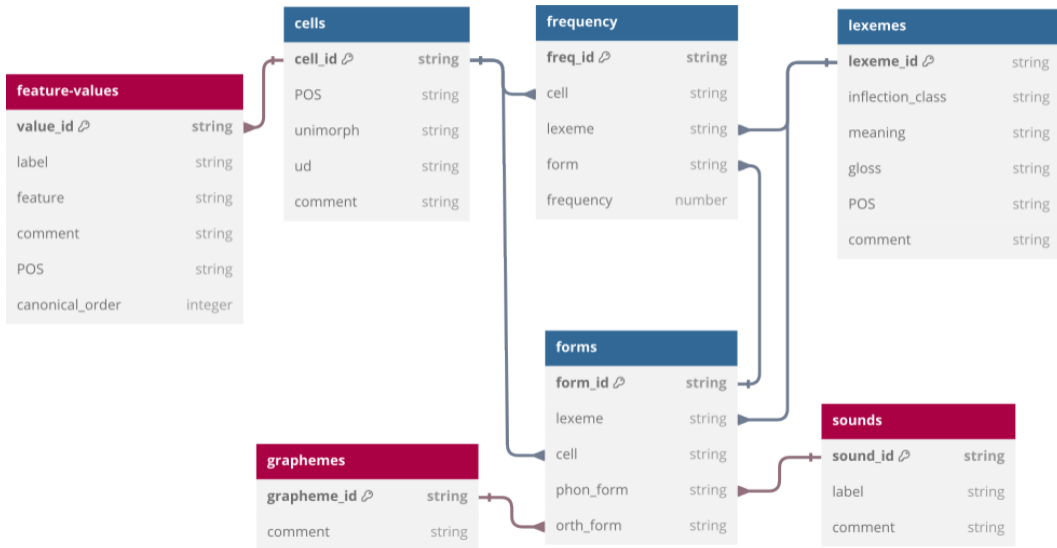 feature-values
value_id string
label string
feature string
comment string
POS string
canonical_order integer
cells
cell_id string
POS string
unimorph string
ud string
comment string
frequency
freq_id string
cell string
lexeme string
form string
frequency number
lexemes
lexeme_id string
inflection_class string
meaning string
gloss string
POS string
comment string
graphemes
grapheme_id string
comment string
forms
form_id string
lexeme string
cell string
phon_form string
orth_form string
sounds
sound_id string
label string
comment string